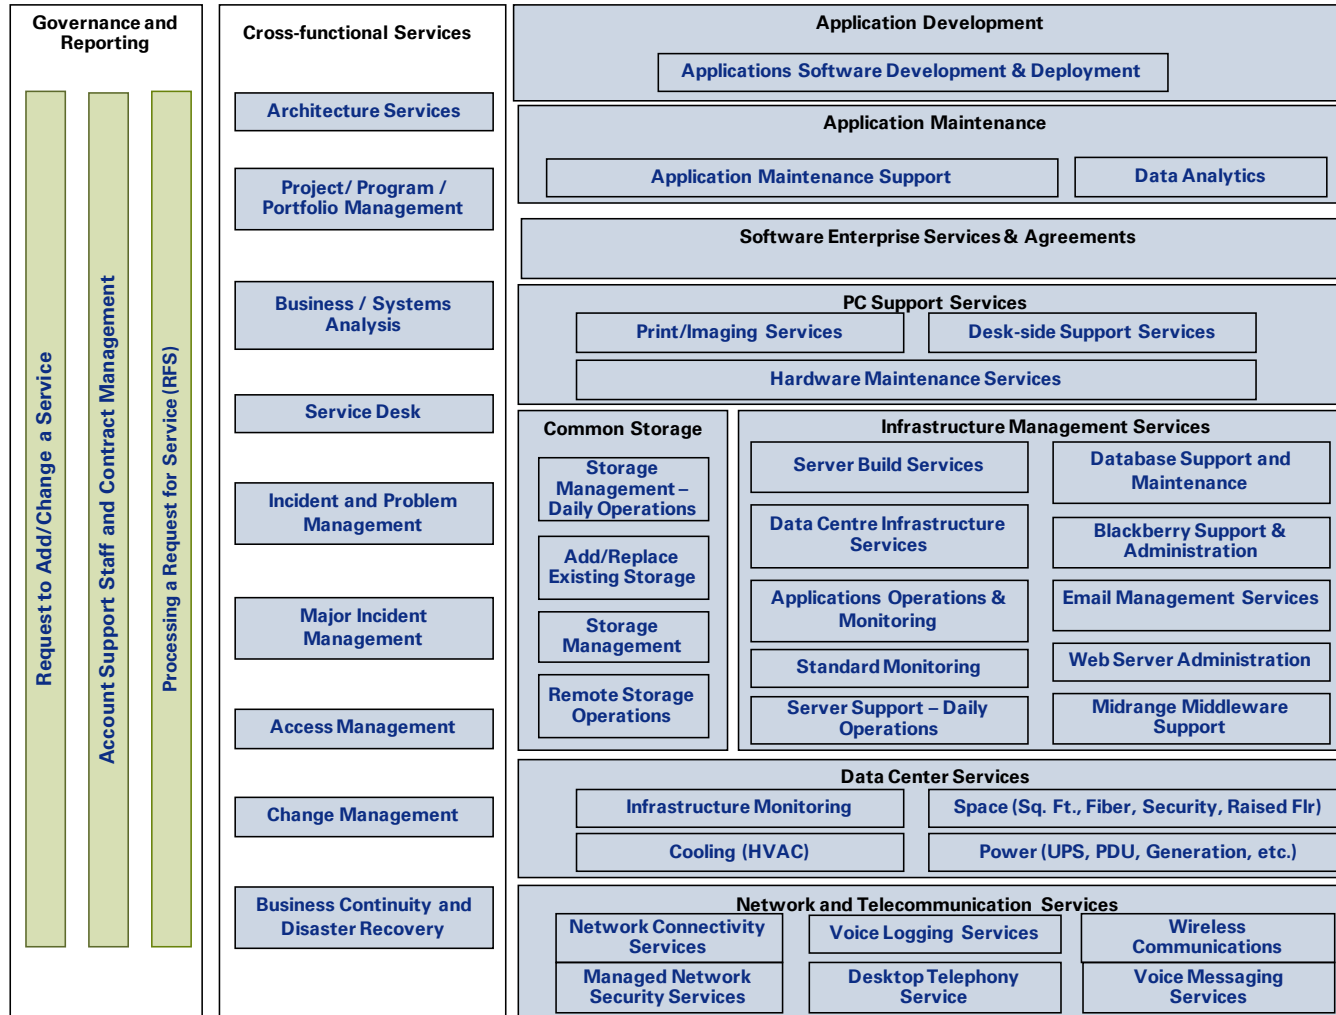 Governance and
Reporting
Request to Add/Change a Service
Account Support Staff and Contract Management
Processing a Request for Service (RFS)
Cross-functional Services
Architecture Services
Project/ Program /
Portfolio Management
Business / Systems
Analysis
Service Desk
Incident and Problem
Management
Major Incident
Management
Access Management
Change Management
Business Continuity and
Disaster Recovery
Application Development
Applications Software Development & Deployment
Application Maintenance
Application Maintenance Support
Data Analytics
Software Enterprise Services & Agreements
PC Support Services
Print/Imaging Services
Desk-side Support Services
Hardware Maintenance Services
Common Storage
Storage
Management –
Daily Operations
Add/Replace
Existing Storage
Storage
Management
Remote Storage
Operations
Infrastructure Management Services
Server Build Services
Data Centre Infrastructure
Services
Applications Operations &
Monitoring
Standard Monitoring
Server Support – Daily
Operations
Database Support and
Maintenance
Blackberry Support &
Administration
Email Management Services
Web Server Administration
Midrange Middleware
Support
Data Center Services
Infrastructure Monitoring
Space (Sq. Ft., Fiber, Security, Raised Flr)
Cooling (HVAC)
Power (UPS, PDU, Generation, etc.)
Network and Telecommunication Services
Network Connectivity
Services
Voice Logging Services
Wireless
Communications
Managed Network
Security Services
Desktop Telephony
Service
Voice Messaging
Services